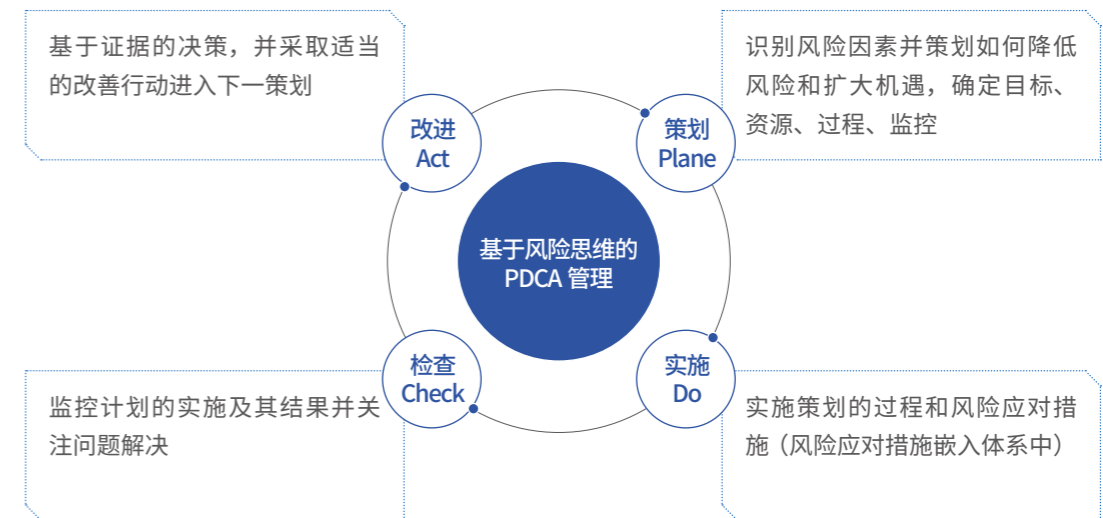 基于证据的决策，并采取适当
的改善行动进入下一策划
识别风险因素并策划如何降低
风险和扩大机遇，确定目标、
资源、过程、监控
改进
Act
策划
Plane
基于风险思维的
PDCA 管理
检查
Check
实施
Do
监控计划的实施及其结果并关
注问题解决
实施策划的过程和风险应对措
施（风险应对措施嵌入体系中）